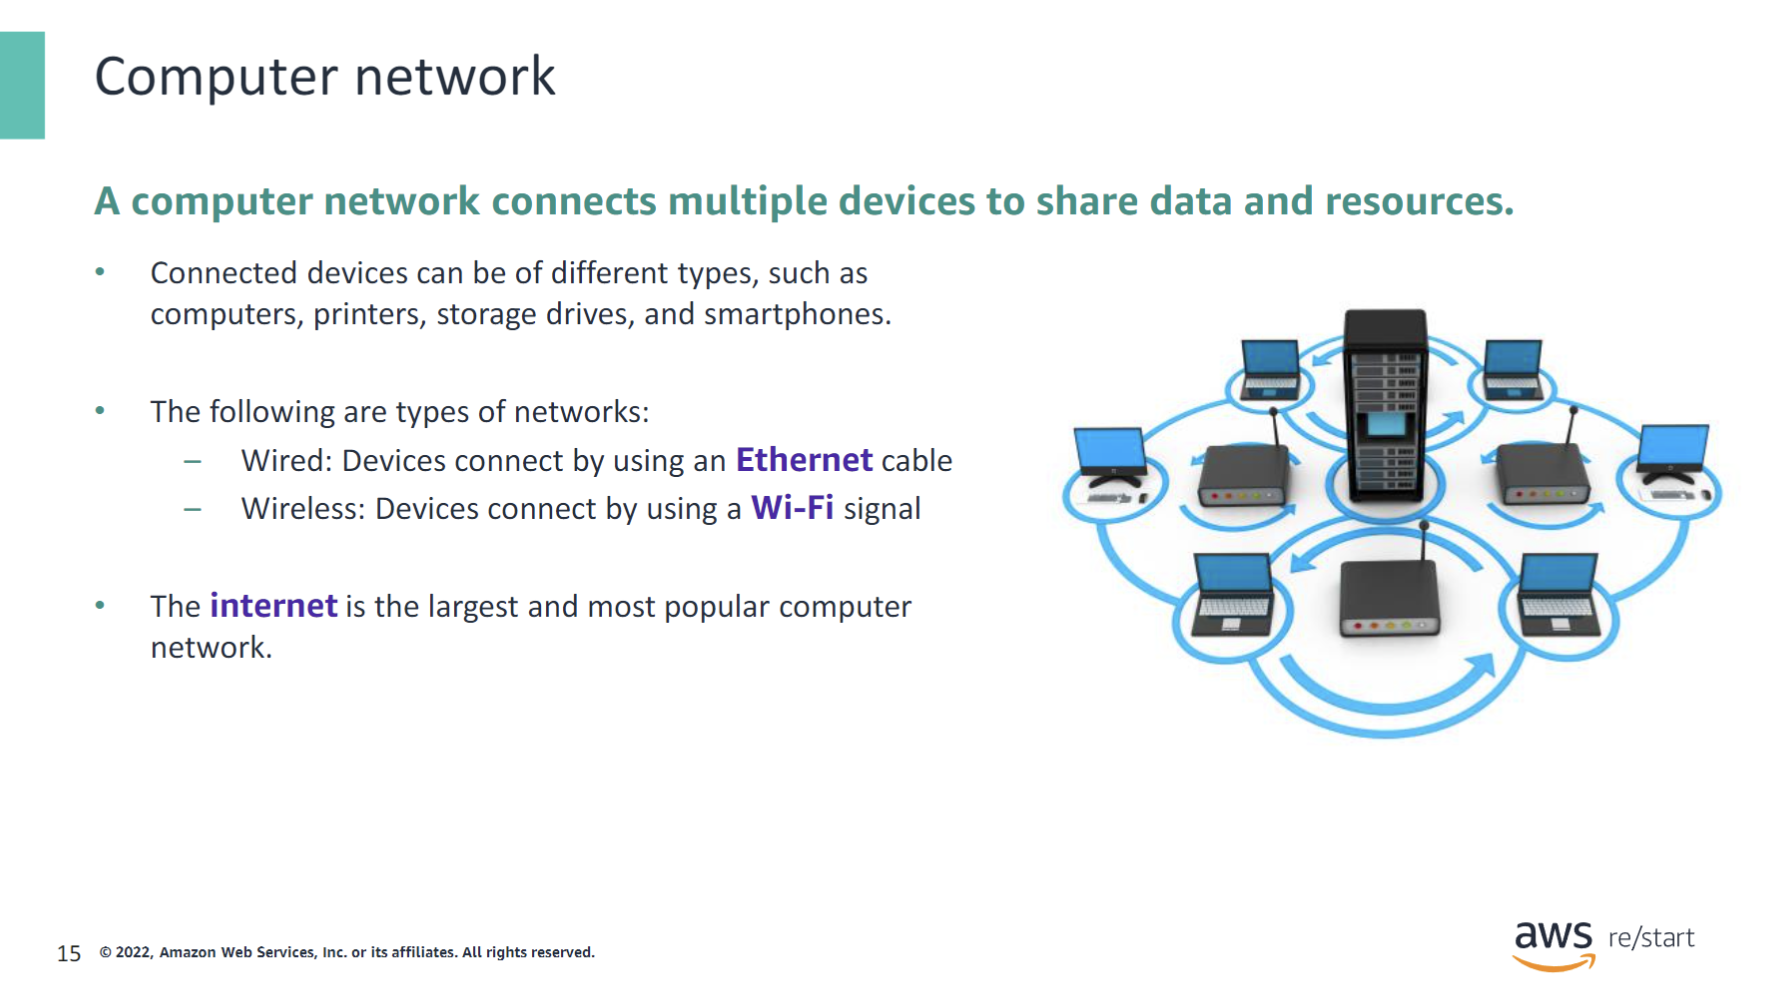 Computer network
A computer network connects multiple devices to share data and resources.
• Connected devices can be of different types, such as
computers, printers, storage drives, and smartphones.
• The following are types of networks:
– Wired: Devices connect by using an Ethernet cable
– Wireless: Devices connect by using a Wi-Fi signal
• The internet is the largest and most popular computer
network.
15 © 2022, Amazon Web Services, Inc. or its affiliates. All rights reserved.
aws re/start